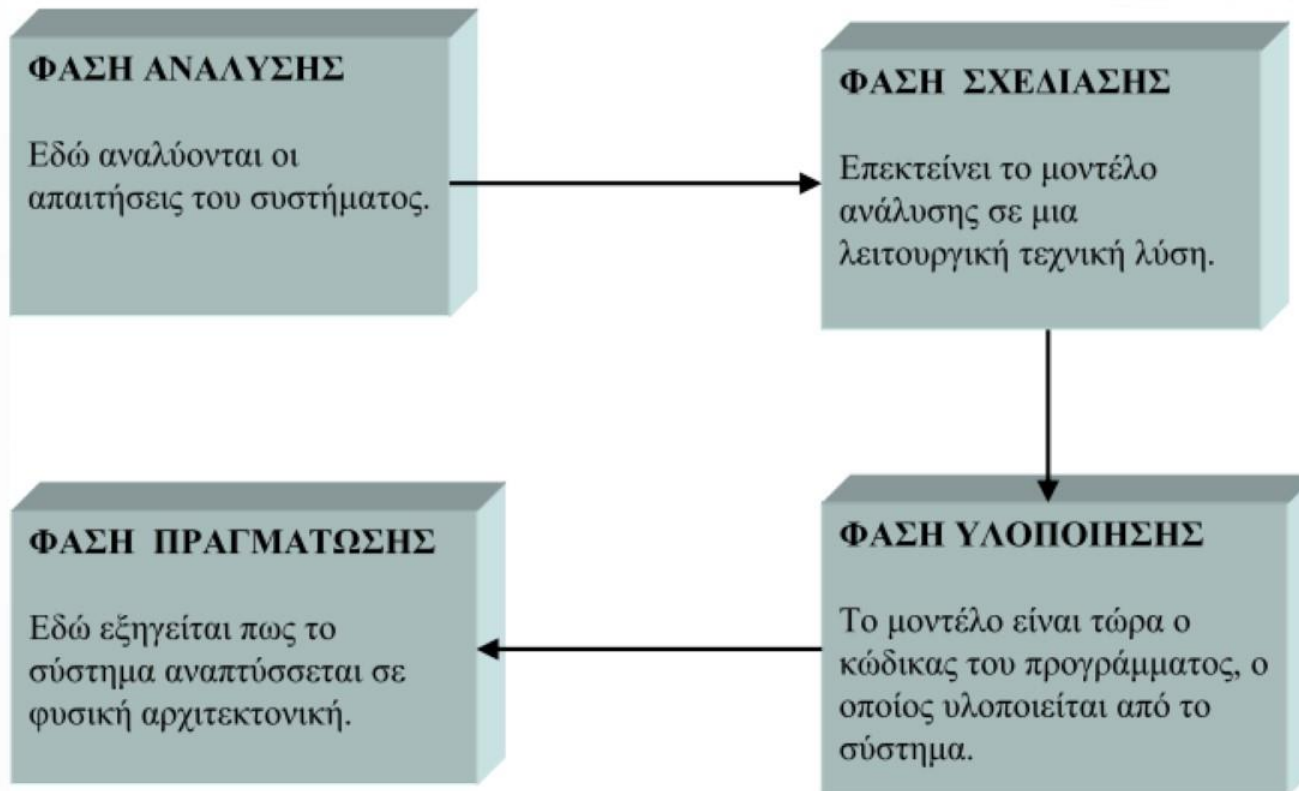 ΦΑΣΗ ΑΝΑΛΥΣΗΣ
Εδώ αναλύονται οι
απαιτήσεις του συστήματος.
ΦΑΣΗ ΣΧΕΔΙΑΣΗΣ
Επεκτείνει το μοντέλο
ανάλυσης σε μια
λειτουργική τεχνική λύση.
ΦΑΣΗ ΥΛΟΠΟΙΗΣΗΣ
Το μοντέλο είναι τώρα ο
κώδικας του προγράμματος, ο
οποίος υλοποιείται από το
σύστημα.
ΦΑΣΗ ΠΡΑΓΜΑΤΩΣΗΣ
Εδώ εξηγείται πως το
σύστημα αναπτύσσεται σε
φυσική αρχιτεκτονική.